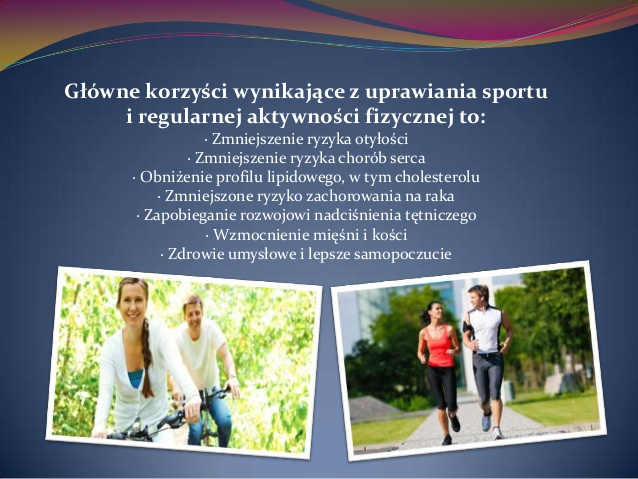 Główne korzyści wynikające z uprawiania sportu
i regularnej aktywności fizycznej to:
· Zmniejszenie ryzyka otyłości
· Zmniejszenie ryzyka chorób serca
· Obniżenie profilu lipidowego, w tym cholesterolu
· Zmniejszone ryzyko zachorowania na raka
· Zapobieganie rozwojowi nadciśnienia tętniczego
· Wzmocnienie mięśni i kości
· Zdrowie umysłowe i lepsze samopoczucie